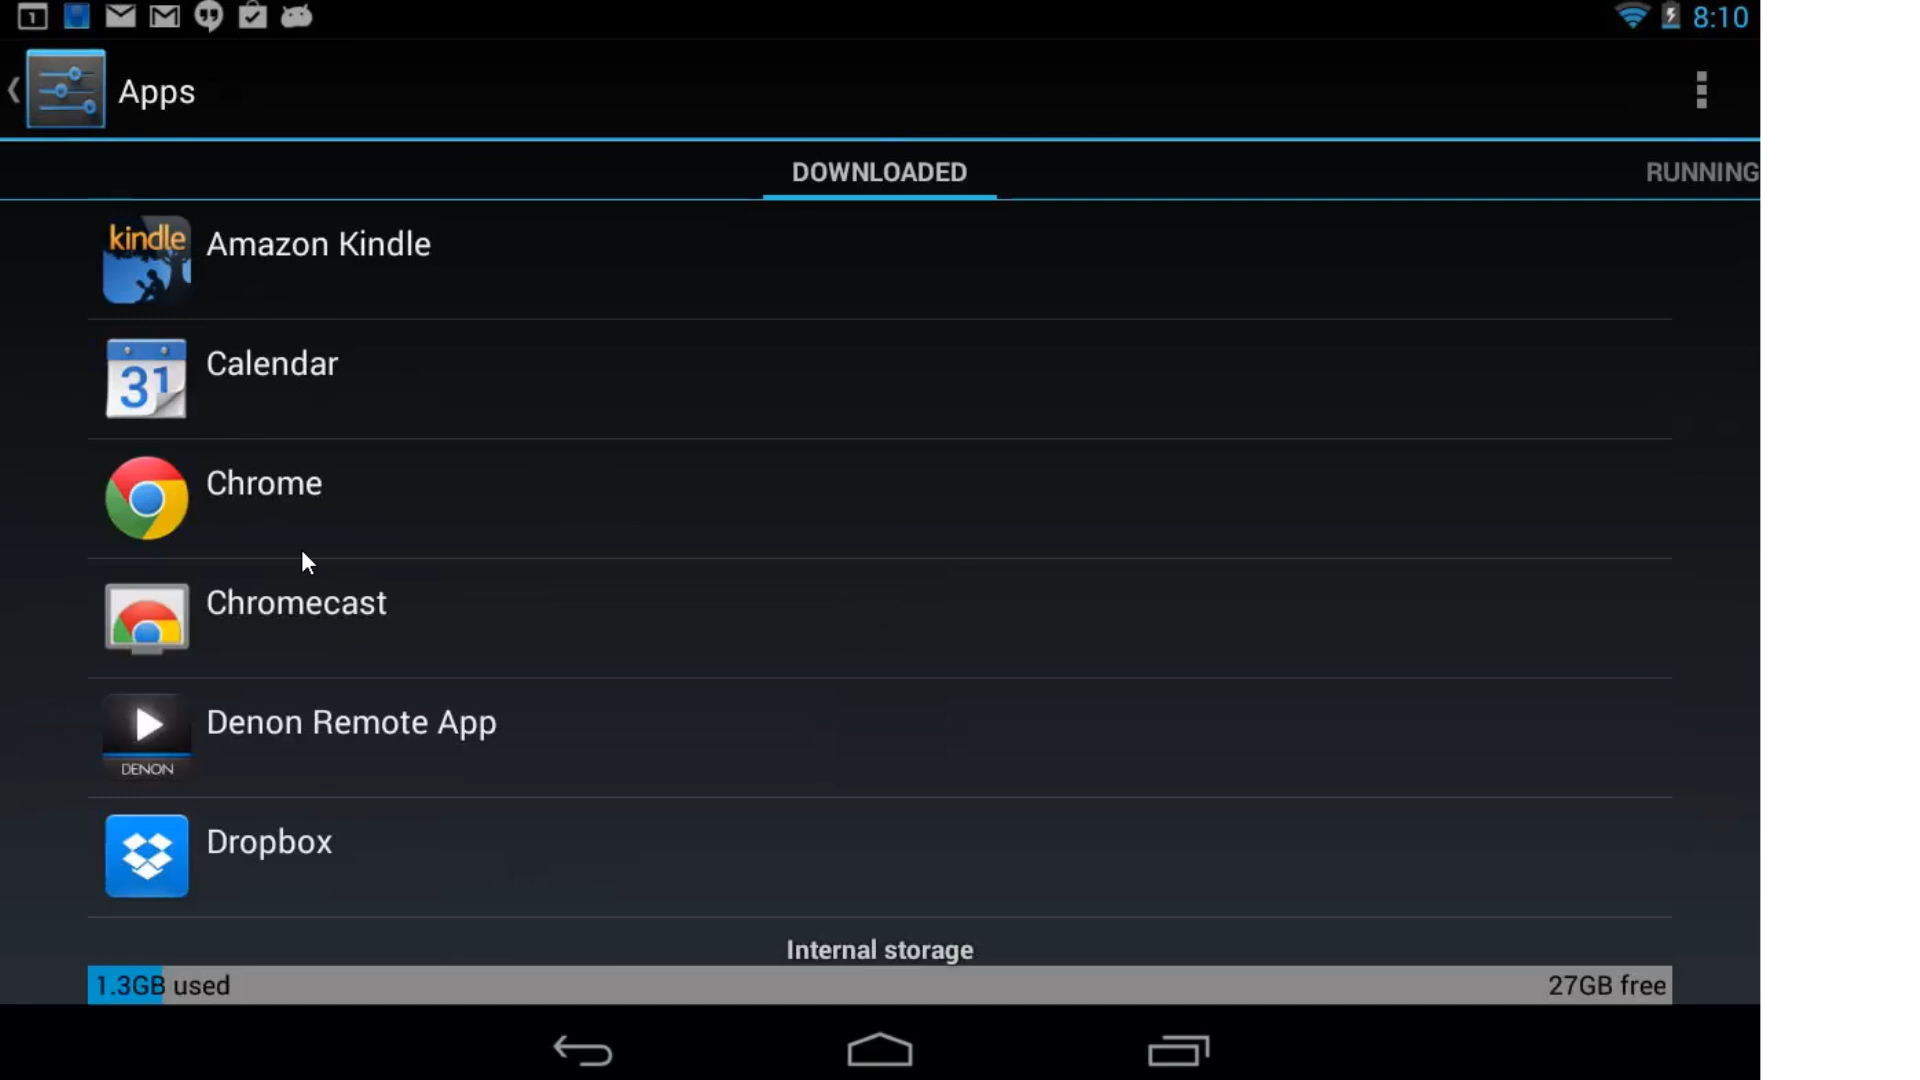 1
8:10
Apps
DOWNLOADED
RUNNING
kindle
Amazon Kindle
31
Calendar
Chrome
Chromecast
Denon Remote App
DENON
Dropbox
Internal storage
1.3GB used
27GB free